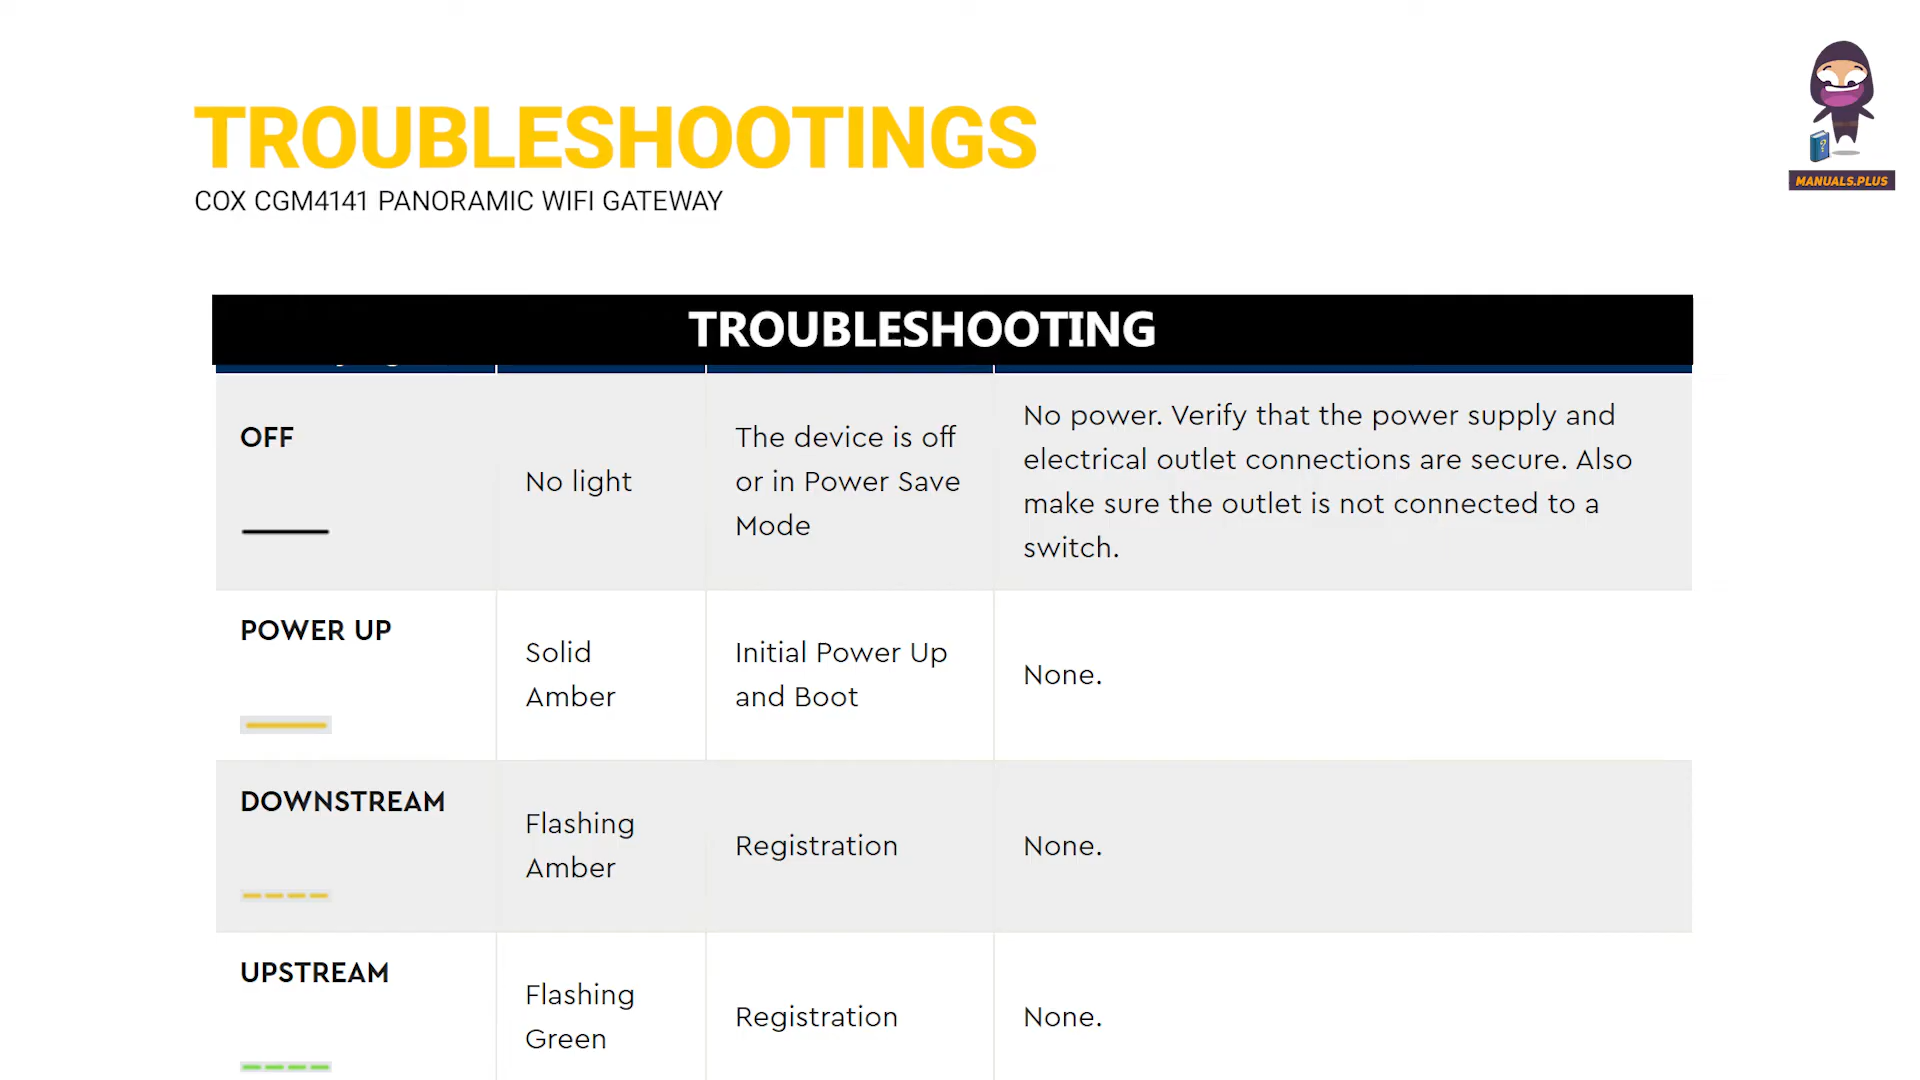 TROUBLESHOOTINGS
COX CGM4141 PANORAMIC WIFI GATEWAY
?
MANUALS.PLUS
TROUBLESHOOTING
OFF
No light
The device is off
or in Power Save
Mode
No power. Verify that the power supply and
electrical outlet connections are secure. Also
make sure the outlet is not connected to a
switch.
POWER UP
Solid
Amber
Initial Power Up
and Boot
None.
DOWNSTREAM
Flashing
Amber
Registration
None.
UPSTREAM
Flashing
Green
Registration
None.